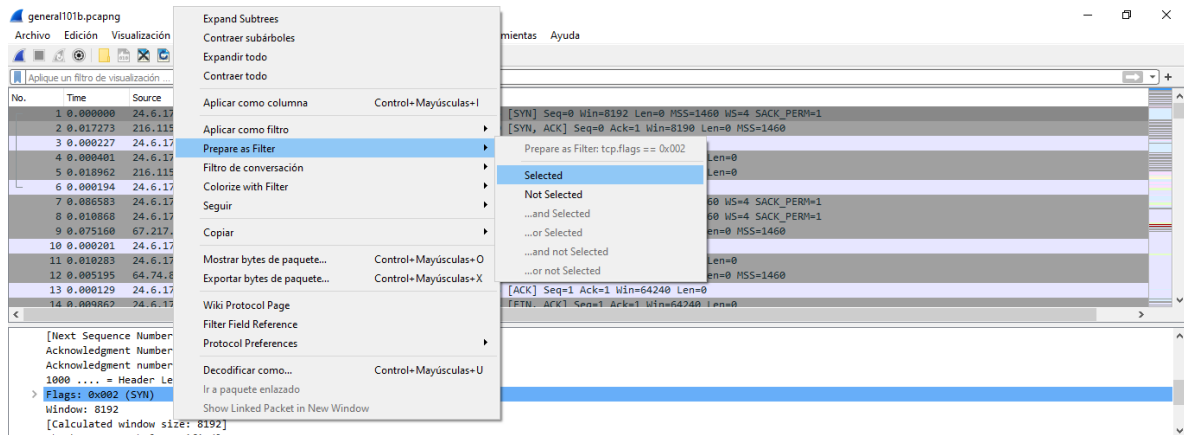 general101b.pcapng
Archivo Edición Visualización mientas Ayuda
Aplique un filtro de visualización ...
No. Time Source
1 0.000000 24.6.17 [SYN] Seq=0 Win=8192 Len=0 MSS=1460 WS=4 SACK_PERM=1
2 0.017273 216.115 [SYN, ACK] Seq=0 Ack=1 Win=8190 Len=0 MSS=1460
3 0.000227 24.6.17
4 0.000401 24.6.17 Len=0
5 0.018962 216.115 Len=0
6 0.000194 24.6.17
7 0.086583 24.6.17 60 WS=4 SACK_PERM=1
8 0.010868 24.6.17 60 WS=4 SACK_PERM=1
9 0.075160 67.217. en=0 MSS=1460
10 0.000201 24.6.17
11 0.010283 24.6.17 Len=0
12 0.005195 64.74.8 en=0 MSS=1460
13 0.000129 24.6.17 [ACK] Seq=1 Ack=1 Win=64240 Len=0
14 0.009862 24.6.17 [FIN, ACK] Seq=1 Ack=1 Win=64240 Len=0
Expand Subtrees
Contraer subárboles
Expandir todo
Contraer todo
Aplicar como columna Control+Mayúsculas+I
Aplicar como filtro
Prepare as Filter
Filtro de conversación
Colorize with Filter
Seguir
Copiar
Mostrar bytes de paquete... Control+Mayúsculas+O
Exportar bytes de paquete... Control+Mayúsculas+X
Wiki Protocol Page
Filter Field Reference
Protocol Preferences
Decodificar como... Control+Mayúsculas+U
Ir a paquete enlazado
Show Linked Packet in New Window
Prepare as Filter: tcp.flags == 0x002
Selected
Not Selected
...and Selected
...or Selected
...and not Selected
...or not Selected
[Next Sequence Number
Acknowledgment Number
Acknowledgment number
1000 .... = Header Le
Flags: 0x002 (SYN)
Window: 8192
[Calculated window size: 8192]